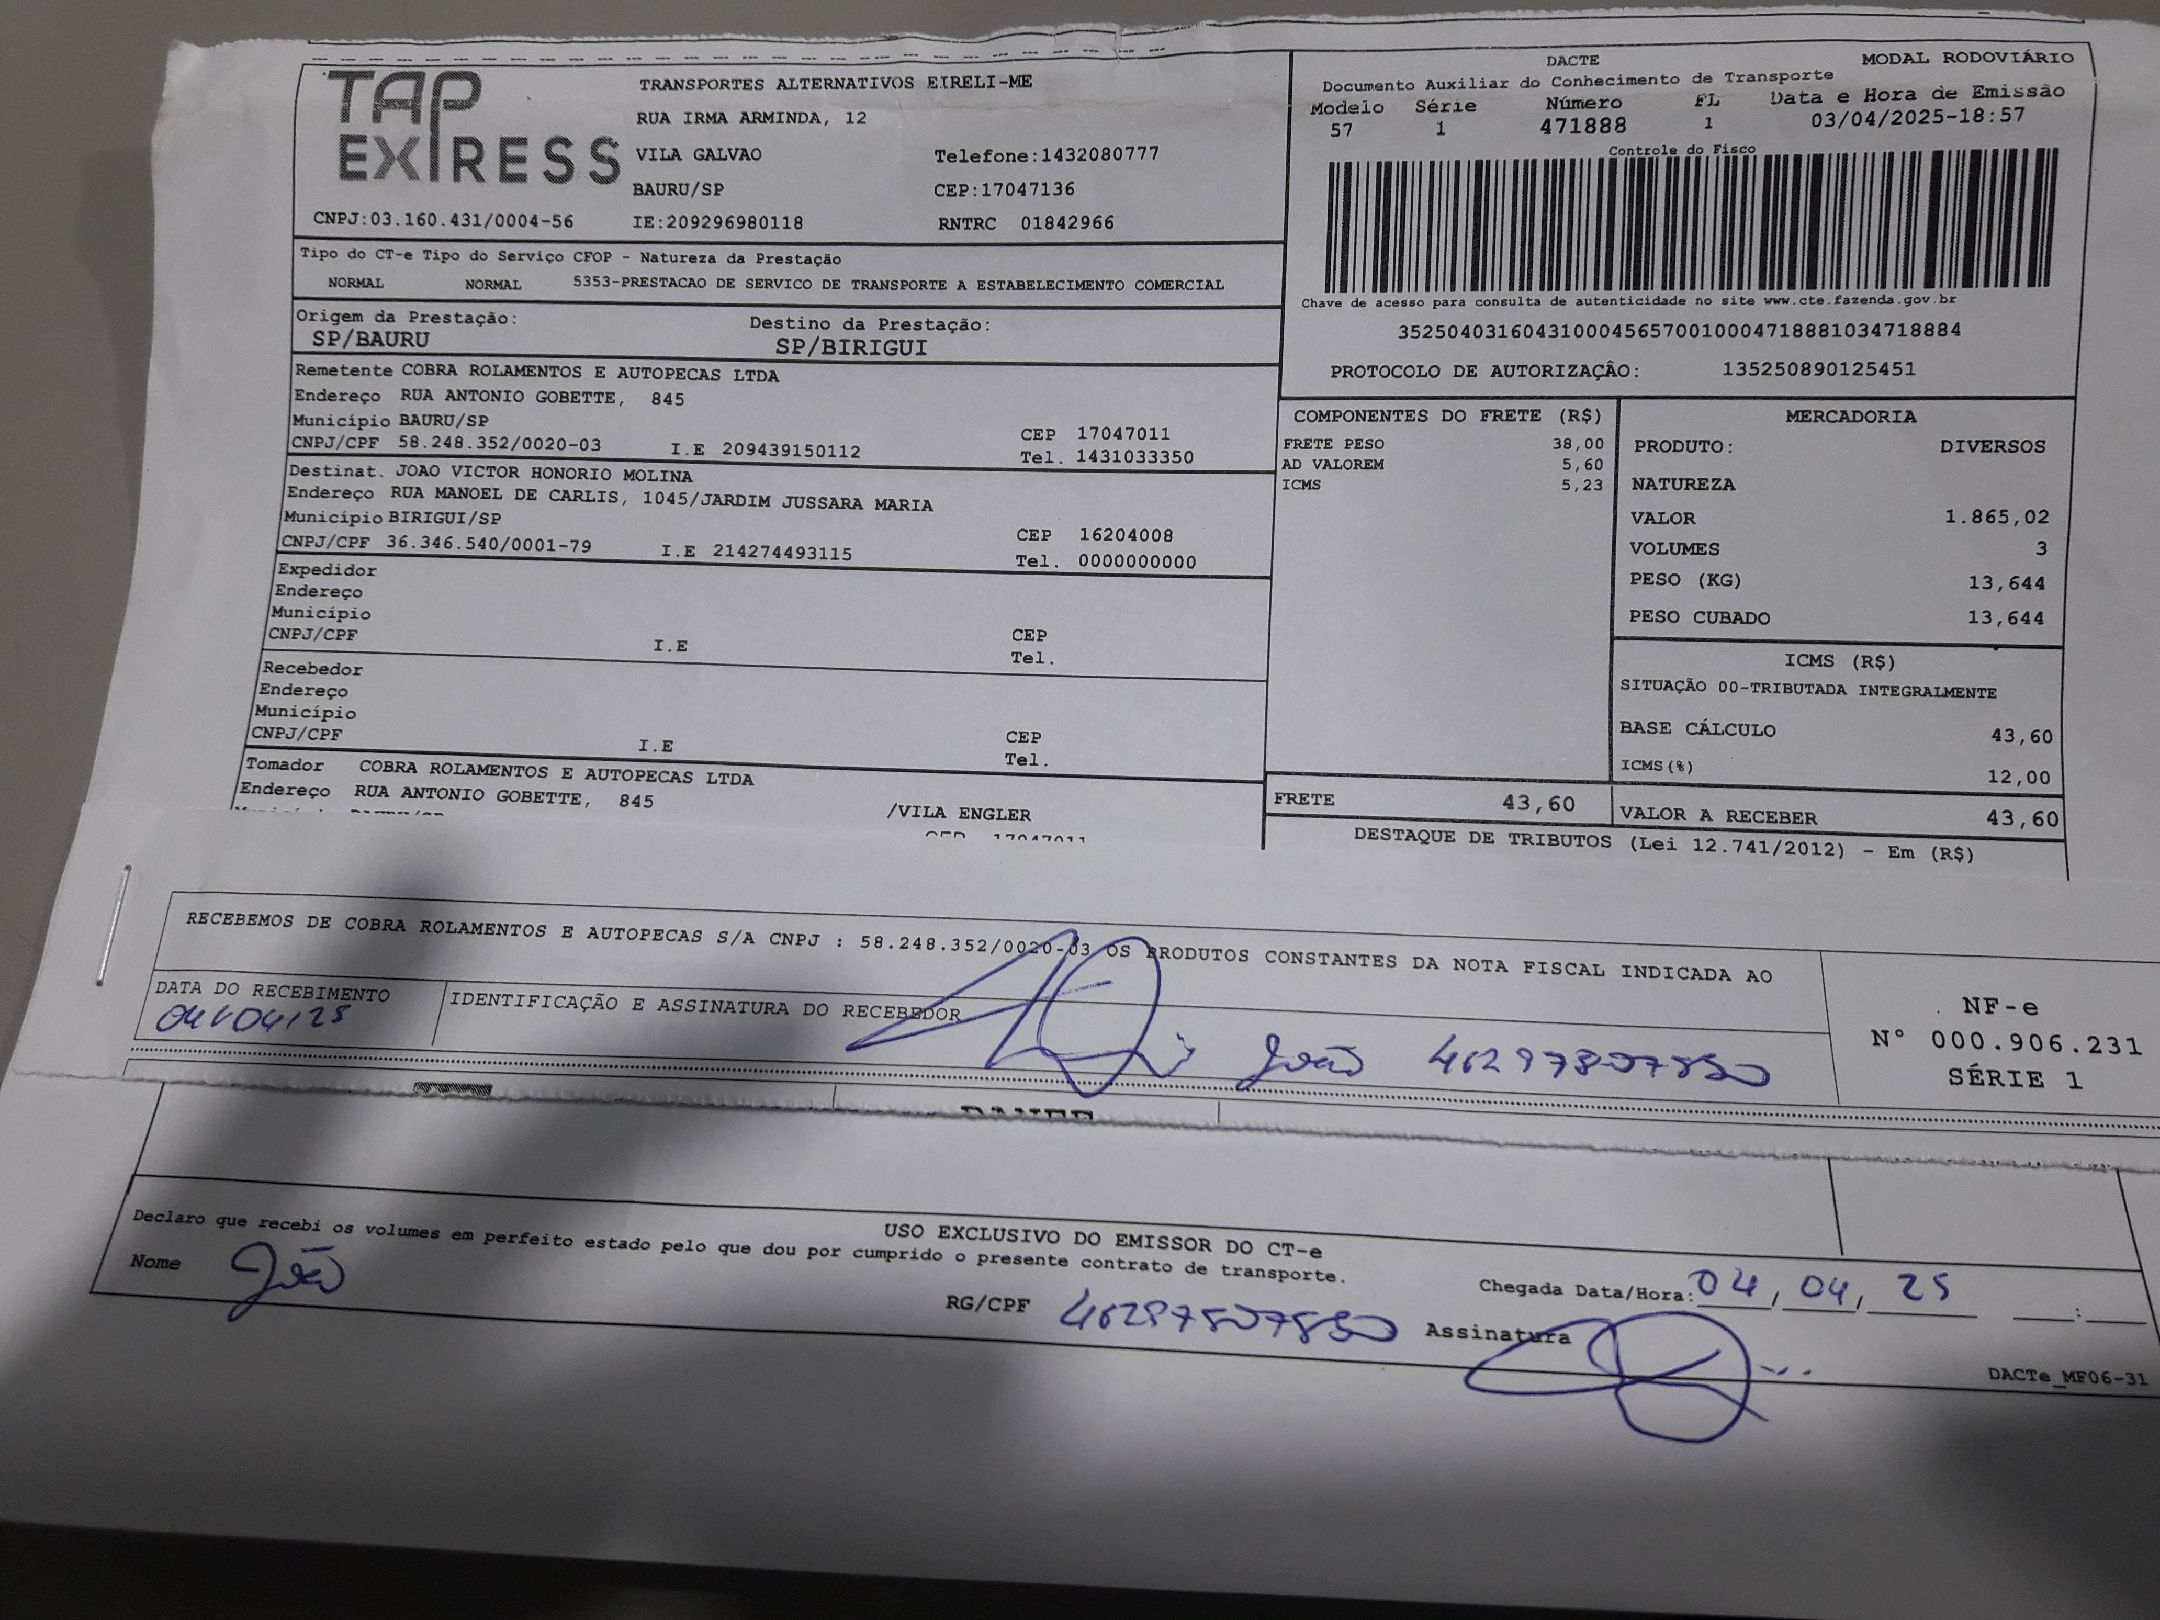 TAP EXPRESS
TRANSPORTES ALTERNATIVOS EIRELI-ME
RUA IRMA ARMINDA, 12
VILA GALVAO Telefone:1432080777
BAURU/SP CEP:17047136
CNPJ:03.160.431/0004-56 IE:209296980118 RNTRC 01842966
DACTE MODAL RODOVIÁRIO
Documento Auxiliar do Conhecimento de Transporte
Modelo Série Número FL Data e Hora de Emissão
57 1 471888 1 03/04/2025-18:57
Controle do Fisco
Chave de acesso para consulta de autenticidade no site www.cte.fazenda.gov.br
35250403160431000456570010004718881034718884
PROTOCOLO DE AUTORIZAÇÃO: 135250890125451
Tipo do CT-e Tipo do Serviço CFOP - Natureza da Prestação
NORMAL NORMAL 5353-PRESTACAO DE SERVICO DE TRANSPORTE A ESTABELECIMENTO COMERCIAL
Origem da Prestação: Destino da Prestação:
SP/BAURU SP/BIRIGUI
Remetente COBRA ROLAMENTOS E AUTOPECAS LTDA
Endereço RUA ANTONIO GOBETTE, 845
Município BAURU/SP CEP 17047011
CNPJ/CPF 58.248.352/0020-03 I.E 209439150112 Tel. 1431033350
Destinat. JOAO VICTOR HONORIO MOLINA
Endereço RUA MANOEL DE CARLIS, 1045/JARDIM JUSSARA MARIA
Município BIRIGUI/SP CEP 16204008
CNPJ/CPF 36.346.540/0001-79 I.E 214274493115 Tel. 0000000000
Expedidor
Endereço
Município CEP
CNPJ/CPF I.E Tel.
Recebedor
Endereço
Município CEP
CNPJ/CPF I.E Tel.
Tomador COBRA ROLAMENTOS E AUTOPECAS LTDA
Endereço RUA ANTONIO GOBETTE, 845 /VILA ENGLER
COMPONENTES DO FRETE (R$)
FRETE PESO 38,00
AD VALOREM 5,60
ICMS 5,23
FRETE 43,60
MERCADORIA
PRODUTO: DIVERSOS
NATUREZA
VALOR 1.865,02
VOLUMES 3
PESO (KG) 13,644
PESO CUBADO 13,644
ICMS (R$)
SITUAÇÃO 00-TRIBUTADA INTEGRALMENTE
BASE CÁLCULO 43,60
ICMS(%) 12,00
VALOR A RECEBER 43,60
DESTAQUE DE TRIBUTOS (Lei 12.741/2012) - Em (R$)
RECEBEMOS DE COBRA ROLAMENTOS E AUTOPECAS S/A CNPJ : 58.248.352/0020-03 OS PRODUTOS CONSTANTES DA NOTA FISCAL INDICADA AO
DATA DO RECEBIMENTO IDENTIFICAÇÃO E ASSINATURA DO RECEBEDOR
04/04/25 João 46297807850
NF-e
N° 000.906.231
SÉRIE 1
USO EXCLUSIVO DO EMISSOR DO CT-e
Declaro que recebi os volumes em perfeito estado pelo que dou por cumprido o presente contrato de transporte.
Nome João RG/CPF 46297807850 Assinatura
Chegada Data/Hora: 04, 04, 25 :
DACTe_MF06-31